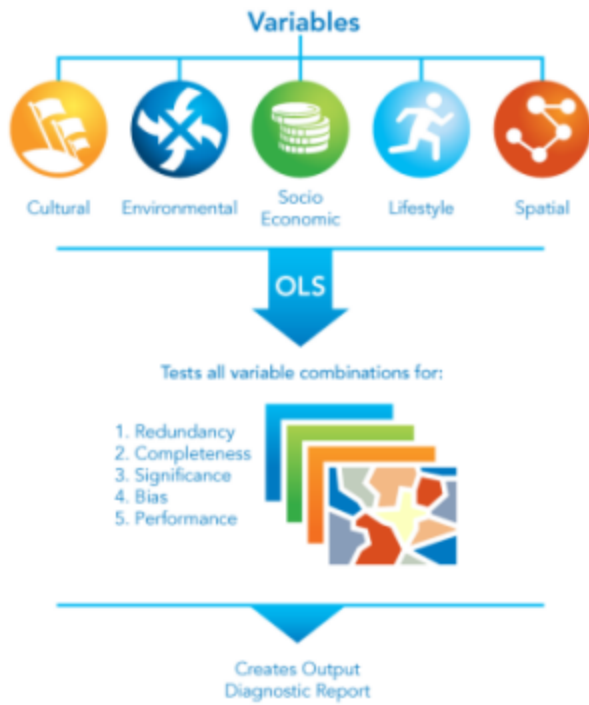 Variables
Cultural
Environmental
Socio
Economic
Lifestyle
Spatial
OLS
Tests all variable combinations for:
1. Redundancy
2. Completeness
3. Significance
4. Bias
5. Performance
Creates Output
Diagnostic Report